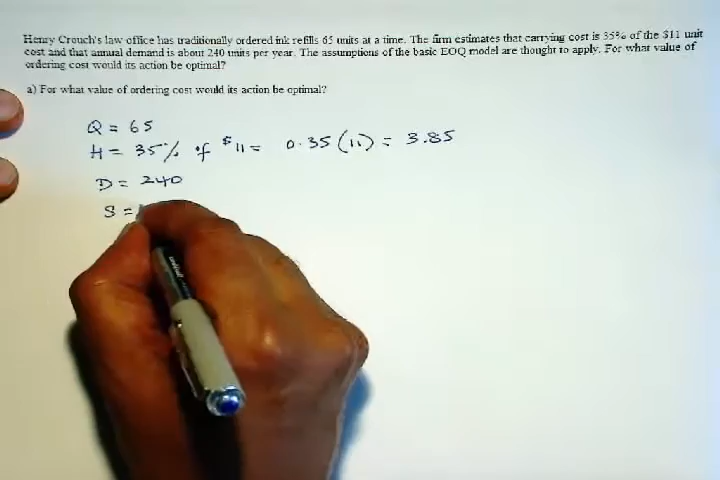 Henry Crouch's law office has traditionally ordered ink refills 65 units at a time. The firm estimates that carrying cost is 35% of the $11 unit
cost and that annual demand is about 240 units per year. The assumptions of the basic EOQ model are thought to apply. For what value of
ordering cost would its action be optimal?
a) For what value of ordering cost would its action be optimal?
Q = 65
H = 35% of $11 = 0.35 (11) = 3.85
D = 240
S =